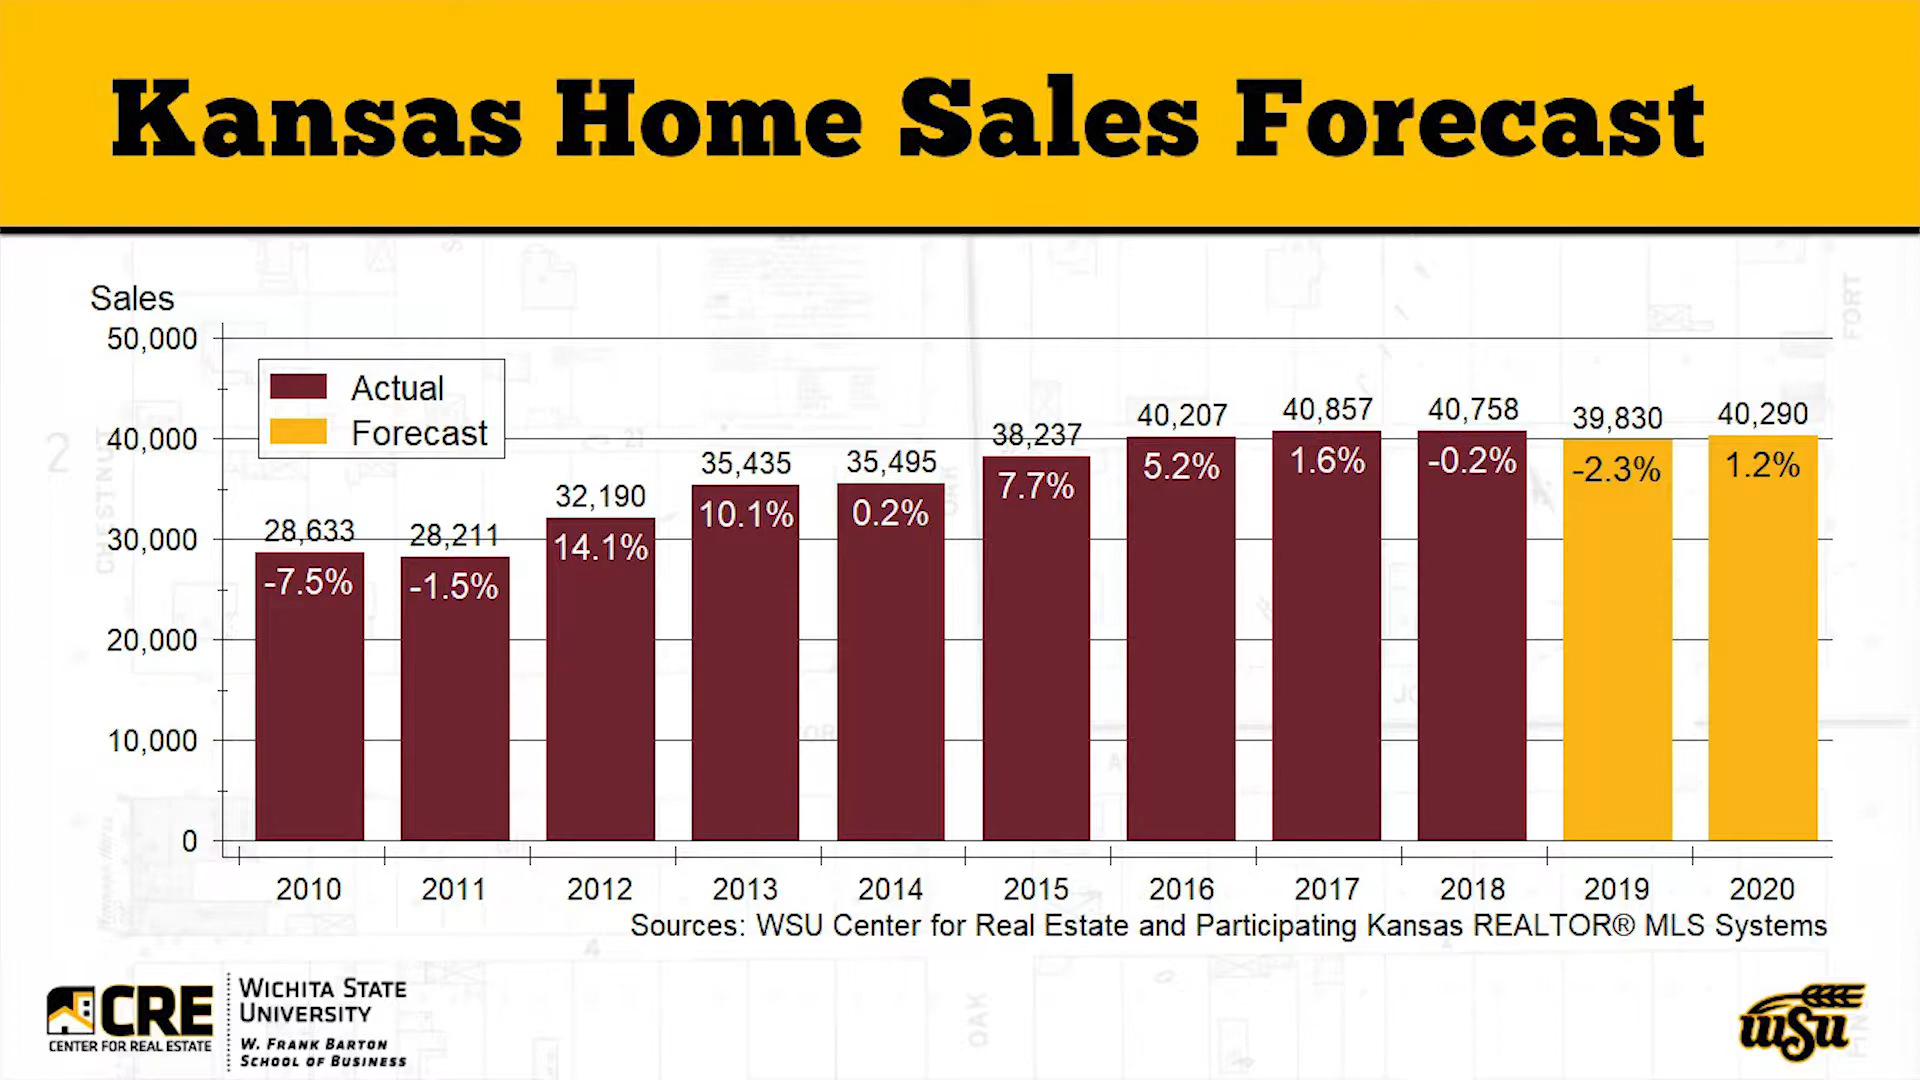 Kansas Home Sales Forecast
Sales
50,000
40,000
30,000
20,000
10,000
0
Actual
Forecast
28,633
28,211
32,190
35,435
35,495
38,237
40,207
40,857
40,758
39,830
40,290
-7.5%
-1.5%
14.1%
10.1%
0.2%
7.7%
5.2%
1.6%
-0.2%
-2.3%
1.2%
2010 2011 2012 2013 2014 2015 2016 2017 2018 2019 2020
Sources: WSU Center for Real Estate and Participating Kansas REALTOR® MLS Systems
CRE
CENTER FOR REAL ESTATE
WICHITA STATE
UNIVERSITY
W. FRANK BARTON
SCHOOL OF BUSINESS
WSU
2
CHESTNUT
FORT
OAK
OAK